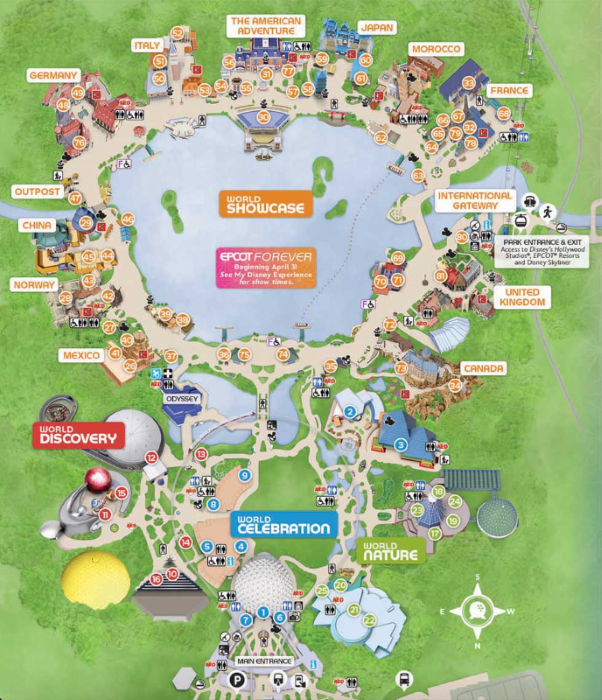 THE AMERICAN
ADVENTURE
JAPAN
ITALY
MOROCCO
GERMANY
FRANCE
52
51
50
53
54
56
55
31
77
57
58
59
60
61
30
62
33
49
48
76
66
67
68
65
79
32
64
78
63
OUTPOST
47
INTERNATIONAL
GATEWAY
WORLD
SHOWCASE
CHINA
46
45
44
80
PARK ENTRANCE & EXIT
Access to Disney's Hollywood
Studios®, EPCOT® Resorts
and Disney Skyliner
EPCOT FOREVER
Beginning April 3!
See My Disney Experience
for show times.
69
70
71
81
NORWAY
43
28
42
27
UNITED
KINGDOM
39
38
40
41
72
MEXICO
37
36
75
74
35
73
CANADA
34
ODYSSEY
2
3
WORLD
DISCOVERY
12
13
9
15
11
8
18
24
23
19
17
WORLD
CELEBRATION
14
5
4
WORLD
NATURE
16
10
20
25
21
22
S
E
W
N
7
1
6
MAIN ENTRANCE
P